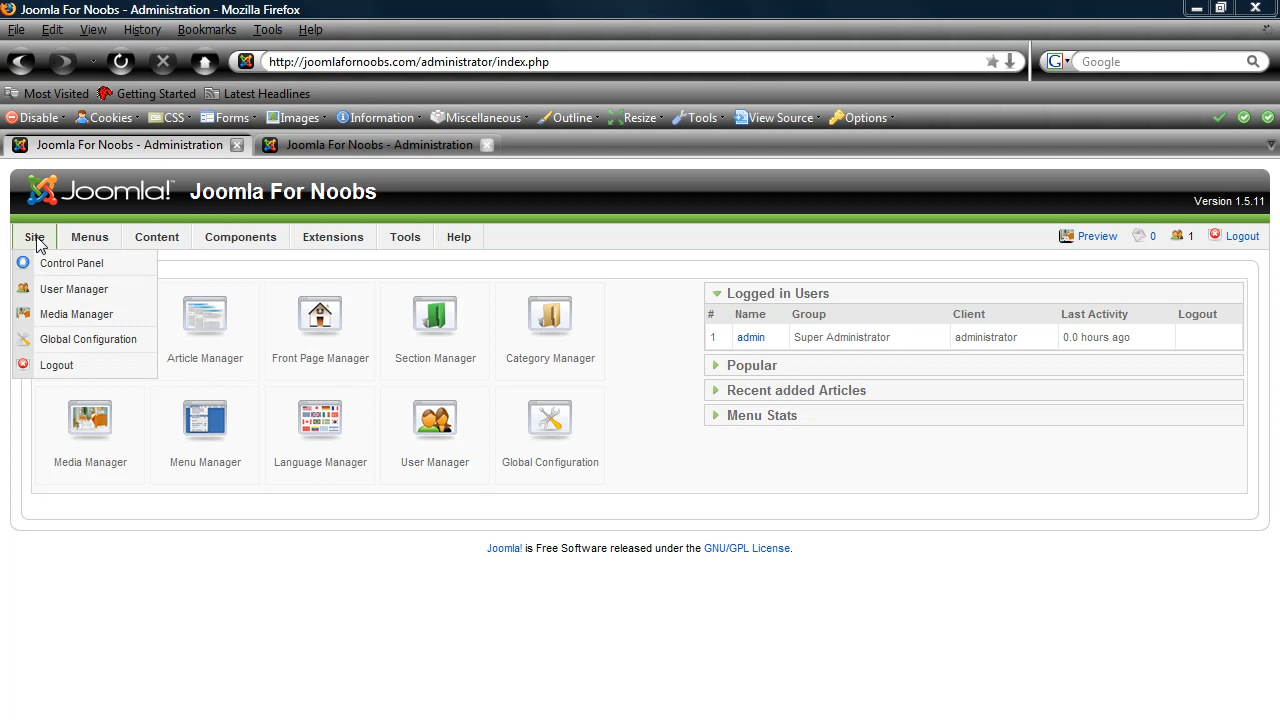 Joomla For Noobs - Administration - Mozilla Firefox
File Edit View History Bookmarks Tools Help
http://joomlafornoobs.com/administrator/index.php
G Google
Most Visited Getting Started Latest Headlines
Disable Cookies CSS Forms Images Information Miscellaneous Outline Resize Tools View Source Options
Joomla For Noobs - Administration Joomla For Noobs - Administration
Joomla!™ Joomla For Noobs
Version 1.5.11
Site Menus Content Components Extensions Tools Help Preview 0 1 Logout
Control Panel
User Manager
Media Manager
Global Configuration
Logout
Article Manager Front Page Manager Section Manager Category Manager
Media Manager Menu Manager Language Manager User Manager Global Configuration
Logged in Users
# Name Group Client Last Activity Logout
1 admin Super Administrator administrator 0.0 hours ago
Popular
Recent added Articles
Menu Stats
Joomla! is Free Software released under the GNU/GPL License.